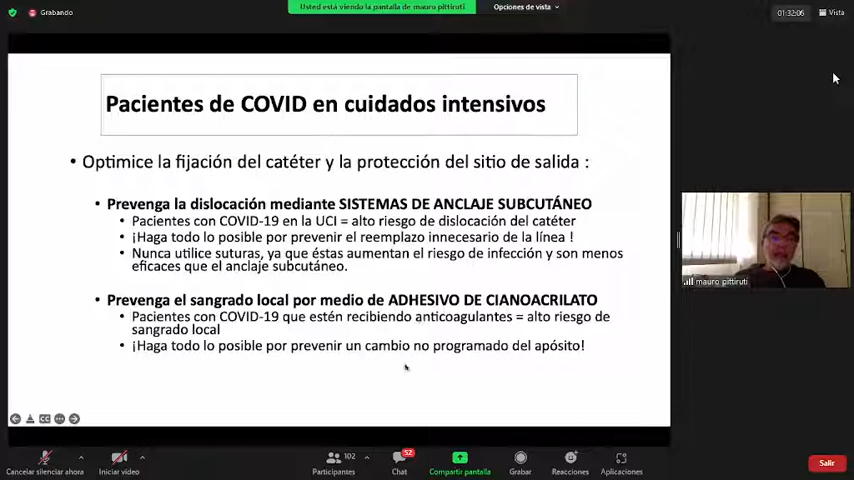 Grabando
Usted está viendo la pantalla de mauro pittiruti
Opciones de vista
01:32:06
Vista
Pacientes de COVID en cuidados intensivos
• Optimice la fijación del catéter y la protección del sitio de salida :
• Prevenga la dislocación mediante SISTEMAS DE ANCLAJE SUBCUTÁNEO
• Pacientes con COVID-19 en la UCI = alto riesgo de dislocación del catéter
• ¡Haga todo lo posible por prevenir el reemplazo innecesario de la línea !
• Nunca utilice suturas, ya que éstas aumentan el riesgo de infección y son menos
eficaces que el anclaje subcutáneo.
• Prevenga el sangrado local por medio de ADHESIVO DE CIANOACRILATO
• Pacientes con COVID-19 que estén recibiendo anticoagulantes = alto riesgo de
sangrado local
• ¡Haga todo lo posible por prevenir un cambio no programado del apósito!
mauro pittiruti
CC
Cancelar silenciar ahora
Iniciar video
102
Participantes
52
Chat
Compartir pantalla
Grabar
Reacciones
Aplicaciones
Salir